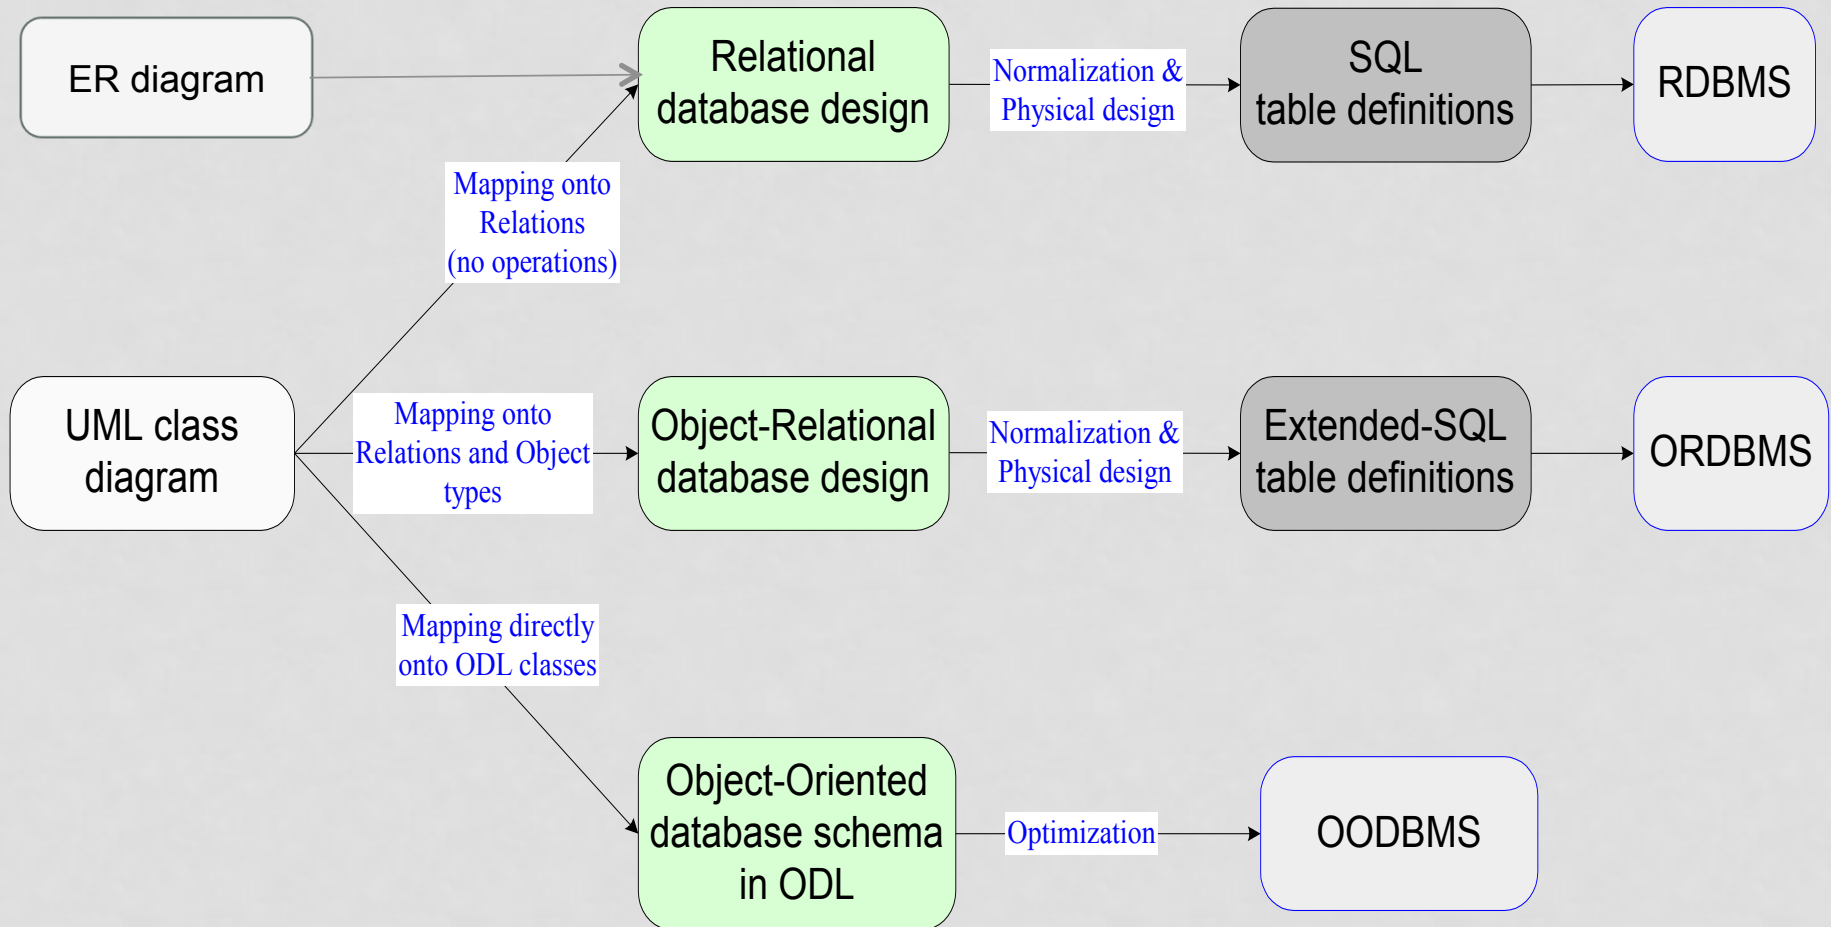 ER diagram
Relational
database design
Normalization &
Physical design
SQL
table definitions
RDBMS
Mapping onto
Relations
(no operations)
UML class
diagram
Mapping onto
Relations and Object
types
Object-Relational
database design
Normalization &
Physical design
Extended-SQL
table definitions
ORDBMS
Mapping directly
onto ODL classes
Object-Oriented
database schema
in ODL
Optimization
OODBMS